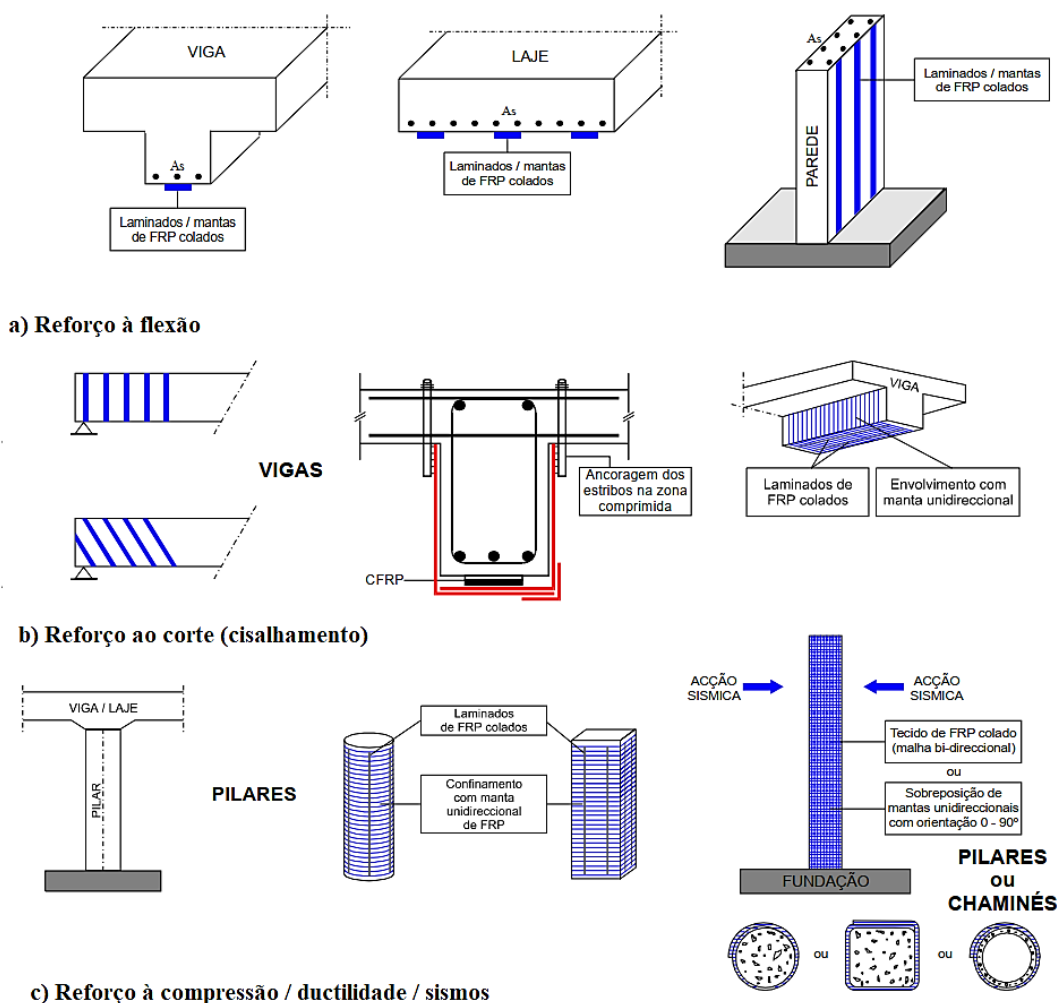 VIGA
As
Laminados / mantas
de FRP colados
LAJE
As
Laminados / mantas
de FRP colados
As
PAREDE
Laminados / mantas
de FRP colados
a) Reforço à flexão
VIGAS
CFRP
Ancoragem dos
estribos na zona
comprimida
VIGA
Laminados de
FRP colados
Envolvimento com
manta unidireccional
b) Reforço ao corte (cisalhamento)
VIGA / LAJE
PILAR
PILARES
Laminados
de FRP colados
Confinamento
com manta
unidireccional
de FRP
ACÇÃO
SISMICA
ACÇÃO
SISMICA
Tecido de FRP colado
(malha bi-direccional)
ou
Sobreposição de
mantas unidireccionais
com orientação 0 - 90º
FUNDAÇÃO
PILARES
ou
CHAMINÉS
ou
ou
c) Reforço à compressão / ductilidade / sismos